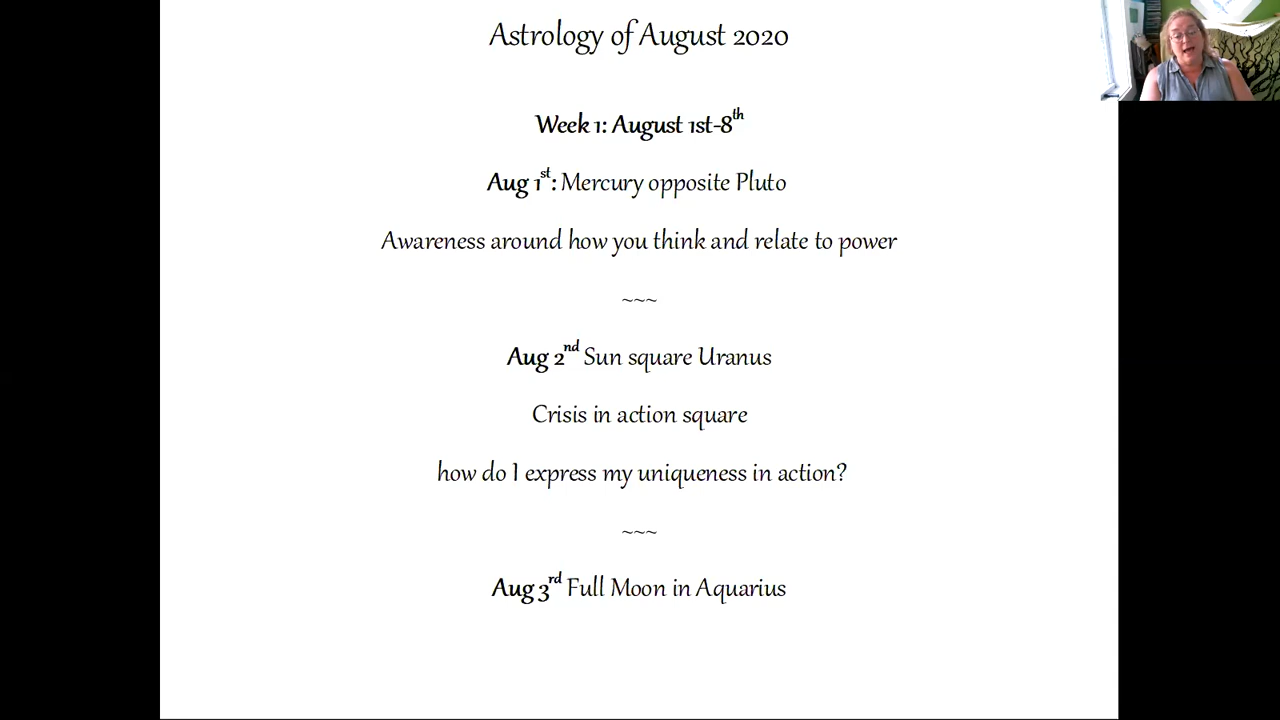 Astrology of August 2020
Week 1: August 1st-8th
Aug 1st: Mercury opposite Pluto
Awareness around how you think and relate to power
~~~
Aug 2nd Sun square Uranus
Crisis in action square
how do I express my uniqueness in action?
~~~
Aug 3rd Full Moon in Aquarius